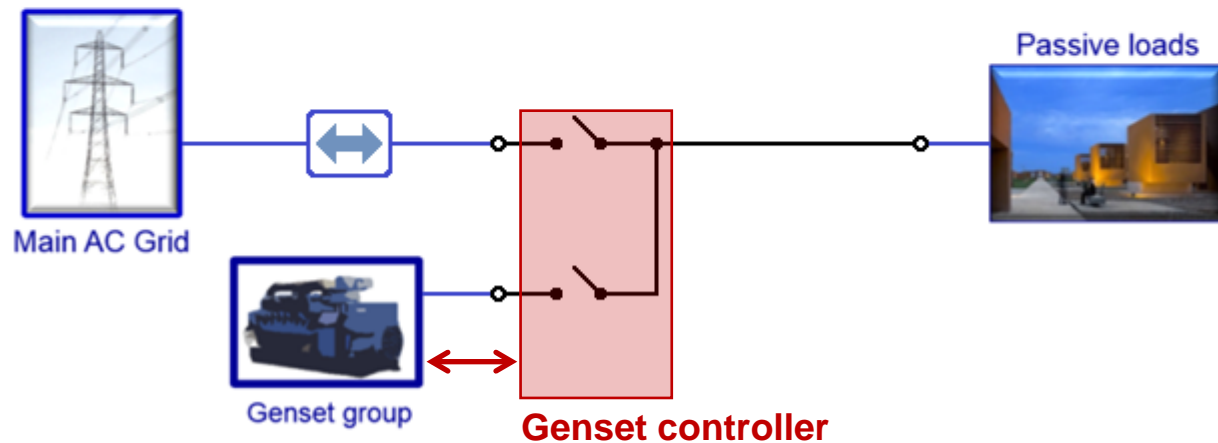 Passive loads
Main AC Grid
Genset group
Genset controller